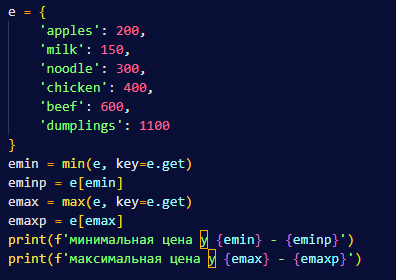 e = {
    'apples': 200,
    'milk': 150,
    'noodle': 300,
    'chicken': 400,
    'beef': 600,
    'dumplings': 1100
}
emin = min(e, key=e.get)
eminp = e[emin]
emax = max(e, key=e.get)
emaxp = e[emax]
print(f'минимальная цена у {emin} - {eminp}')
print(f'максимальная цена у {emax} - {emaxp}')